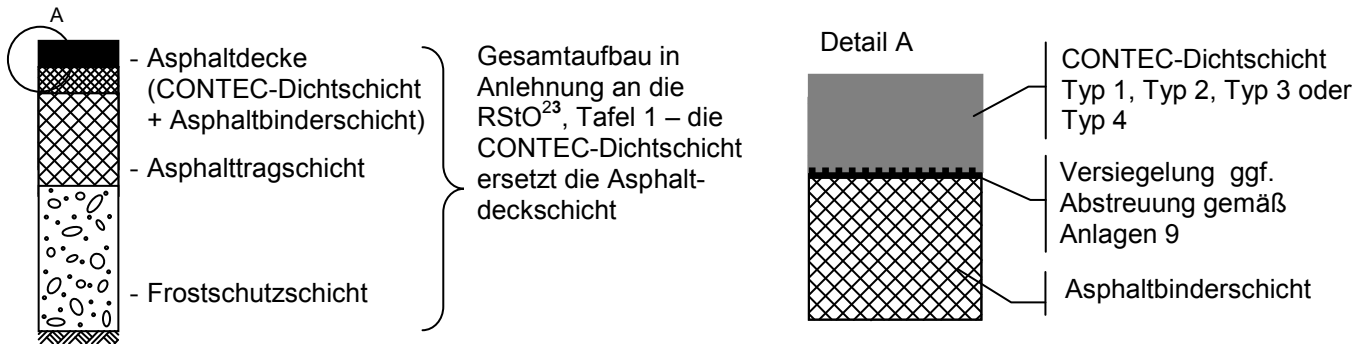 A
- Asphaltdecke
(CONTEC-Dichtschicht
+ Asphaltbinderschicht)
- Asphalttragschicht
- Frostschutzschicht
Gesamtaufbau in
Anlehnung an die
RStO²³, Tafel 1 – die
CONTEC-Dichtschicht
ersetzt die Asphalt-
deckschicht
Detail A
CONTEC-Dichtschicht
Typ 1, Typ 2, Typ 3 oder
Typ 4
Versiegelung ggf.
Abstreuung gemäß
Anlagen 9
Asphaltbinderschicht